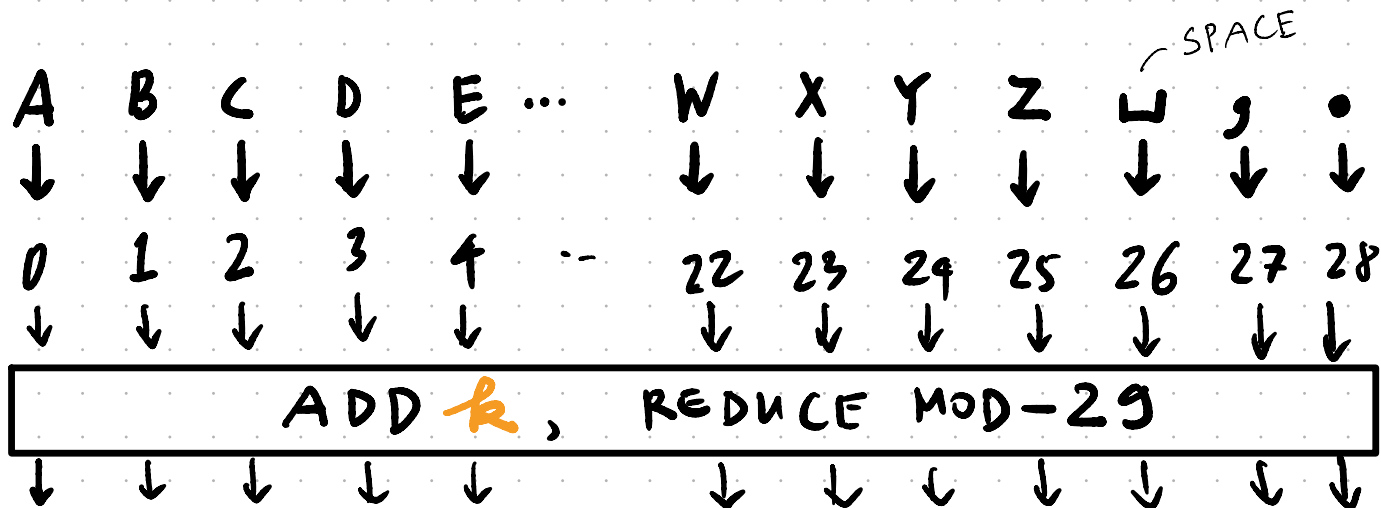 SPACE
A B C D E ... W X Y Z ␣ , .
0 1 2 3 4 ... 22 23 24 25 26 27 28
ADD k, REDUCE MOD-29